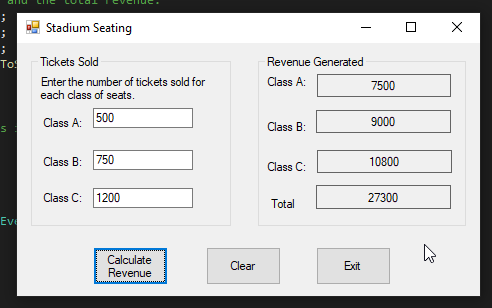 and the total revenue.
;
;
;
ToS
s
Eve
Stadium Seating
Tickets Sold
Enter the number of tickets sold for
each class of seats.
Class A: 500
Class B: 750
Class C: 1200
Revenue Generated
Class A: 7500
Class B: 9000
Class C: 10800
Total 27300
Calculate
Revenue
Clear
Exit